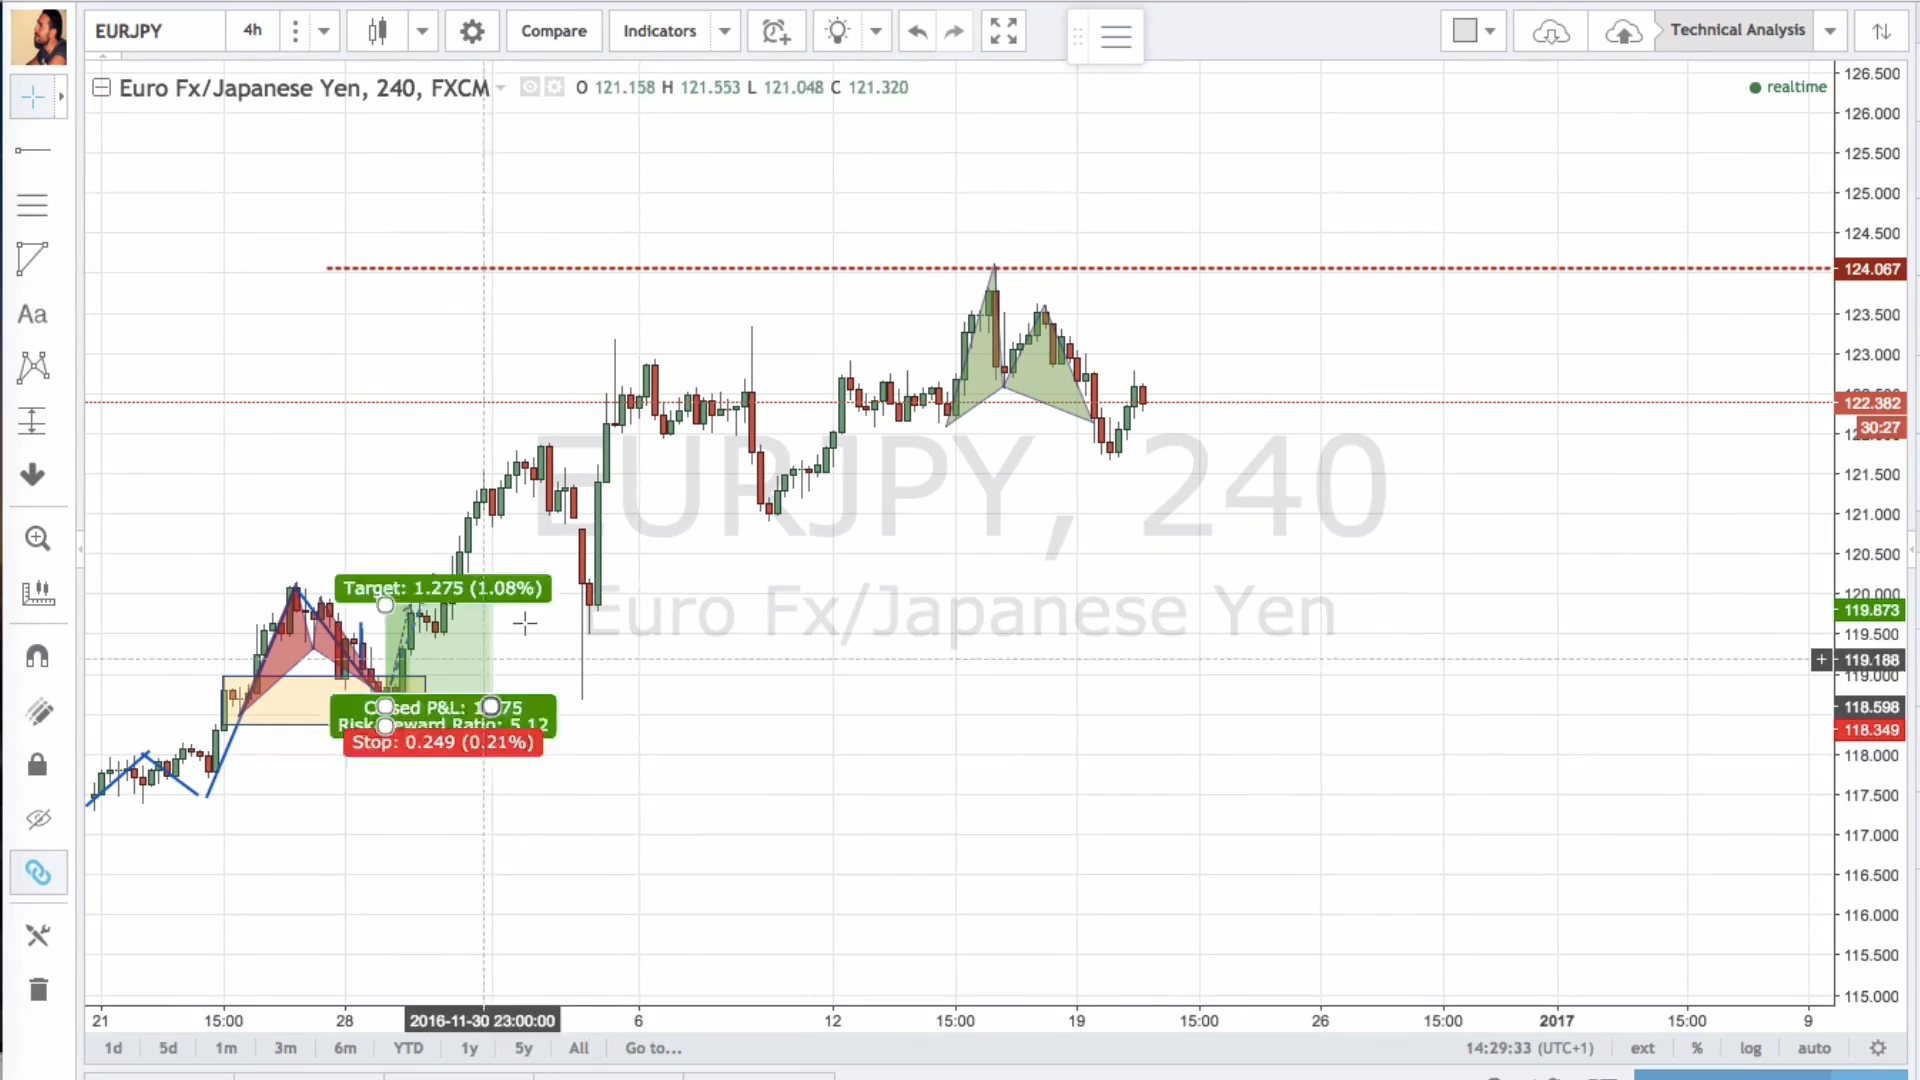 EURJPY 4h Compare Indicators Technical Analysis
Euro Fx/Japanese Yen, 240, FXCM O 121.158 H 121.553 L 121.048 C 121.320
realtime
126.500
126.000
125.500
125.000
124.500
124.067
123.500
123.000
122.382
30:27
121.500
121.000
120.500
120.000
119.873
119.500
119.188
119.000
118.598
118.349
118.000
117.500
117.000
116.500
116.000
115.500
115.000
EURJPY, 240
Euro Fx/Japanese Yen
Target: 1.275 (1.08%)
Stop: 0.249 (0.21%)
Aa
21 15:00 28 2016-11-30 23:00:00 6 12 15:00 19 15:00 26 15:00 2017 15:00 9
1d 5d 1m 3m 6m YTD 1y 5y All Go to... 14:29:33 (UTC+1) ext % log auto